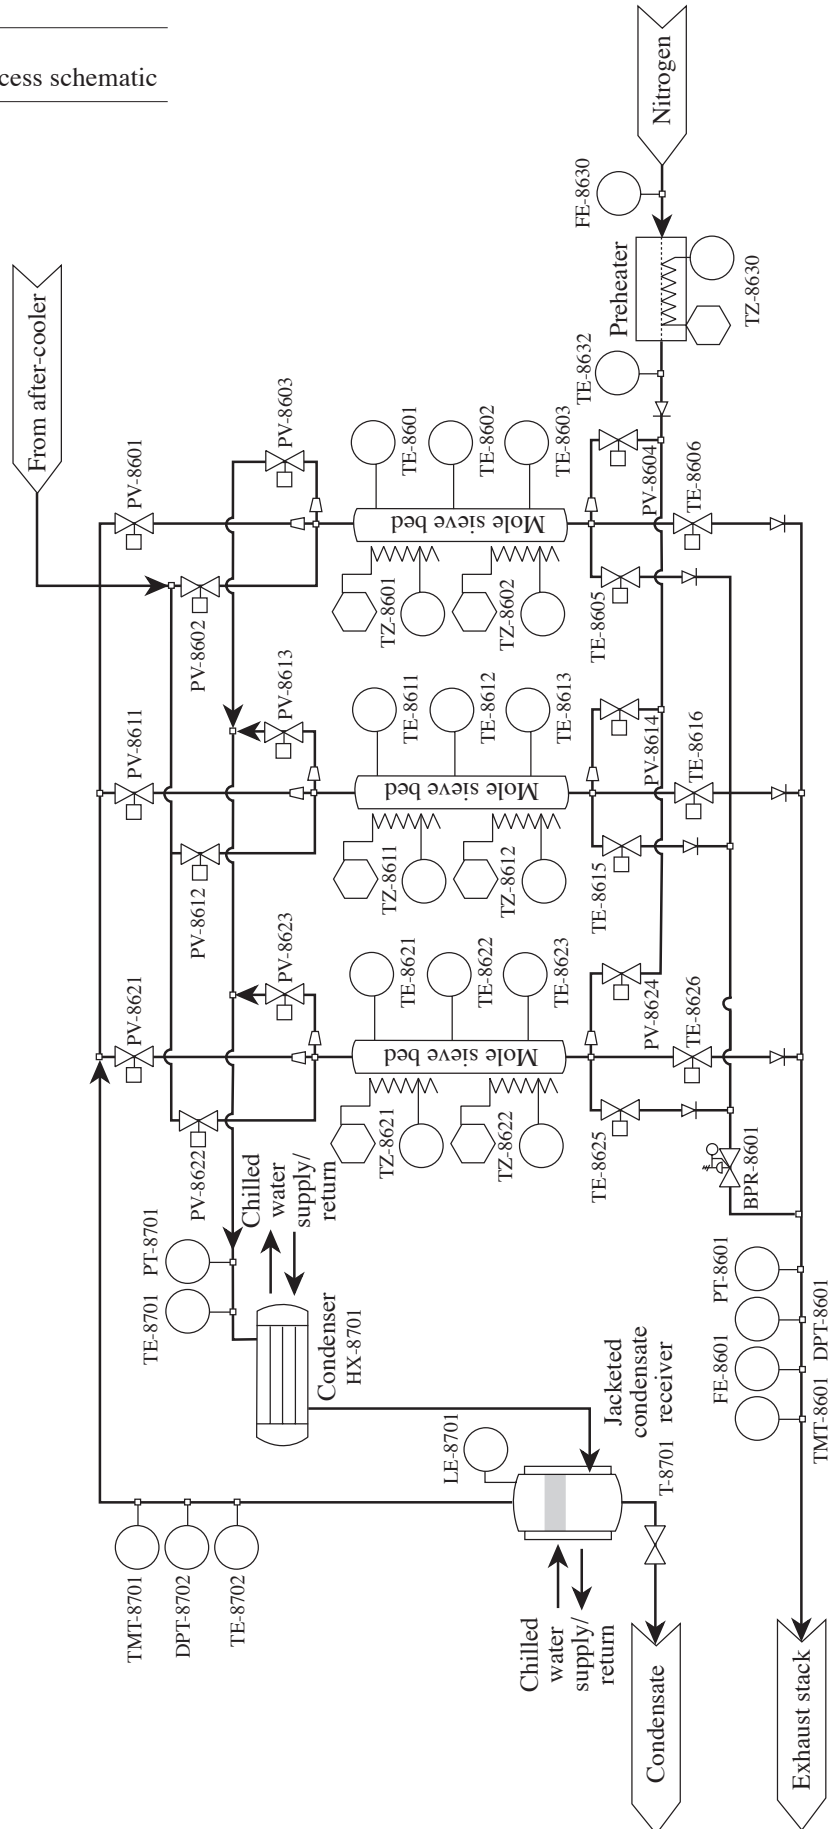 cess schematic
Nitrogen
FE-8630
Preheater
TZ-8630
TE-8632
From after-cooler
PV-8601
PV-8603
PV-8602
TE-8601
TE-8602
TE-8603
Mole sieve bed
TZ-8601
TZ-8602
PV-8604
TE-8606
TE-8605
PV-8611
PV-8613
PV-8612
TE-8611
TE-8612
TE-8613
Mole sieve bed
TZ-8611
TZ-8612
PV-8614
TE-8616
TE-8615
PV-8621
PV-8623
PV-8622
TE-8621
TE-8622
TE-8623
Mole sieve bed
TZ-8621
TZ-8622
PV-8624
TE-8626
TE-8625
BPR-8601
Chilled
water
supply/
return
PT-8701
TE-8701
Condenser
HX-8701
Jacketed
condensate
receiver
T-8701
LE-8701
PT-8601
DPT-8601
FE-8601
TMT-8601
TMT-8701
DPT-8702
TE-8702
Chilled
water
supply/
return
Condensate
Exhaust stack